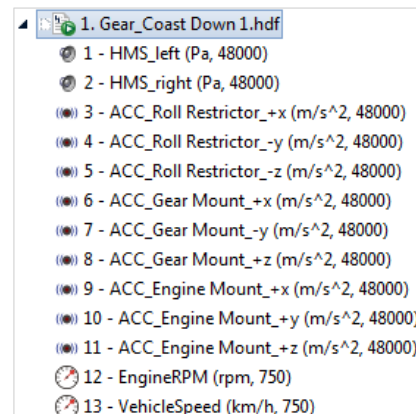 1. Gear_Coast Down 1.hdf
1 - HMS_left (Pa, 48000)
2 - HMS_right (Pa, 48000)
3 - ACC_Roll Restrictor_+x (m/s^2, 48000)
4 - ACC_Roll Restrictor_-y (m/s^2, 48000)
5 - ACC_Roll Restrictor_-z (m/s^2, 48000)
6 - ACC_Gear Mount_+x (m/s^2, 48000)
7 - ACC_Gear Mount_-y (m/s^2, 48000)
8 - ACC_Gear Mount_+z (m/s^2, 48000)
9 - ACC_Engine Mount_+x (m/s^2, 48000)
10 - ACC_Engine Mount_+y (m/s^2, 48000)
11 - ACC_Engine Mount_+z (m/s^2, 48000)
12 - EngineRPM (rpm, 750)
13 - VehicleSpeed (km/h, 750)